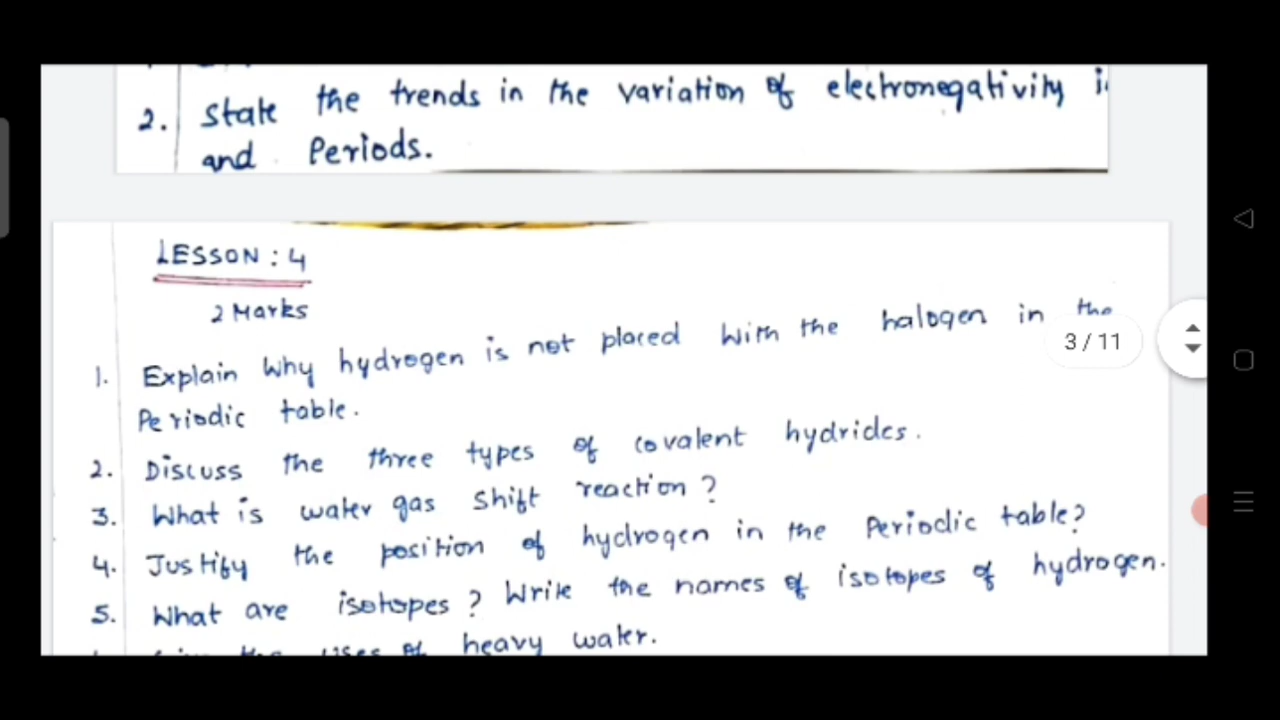 2. State the trends in the variation of electronegativity
and Periods.
LESSON : 4
2 Marks
1. Explain why hydrogen is not placed with the halogen in the
3 / 11
Periodic table.
2. Discuss the three types of covalent hydrides.
3. What is water gas shift reaction ?
4. Justify the position of hydrogen in the Periodic table?
5. What are isotopes ? Write the names of isotopes of hydrogen.
the uses of heavy water.